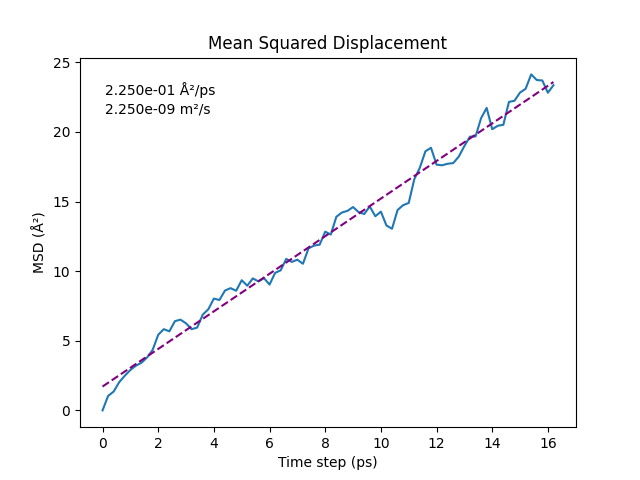 Mean Squared Displacement
2.250e-01 Å²/ps
2.250e-09 m²/s
25
20
15
10
5
0
MSD (Å²)
0 2 4 6 8 10 12 14 16
Time step (ps)